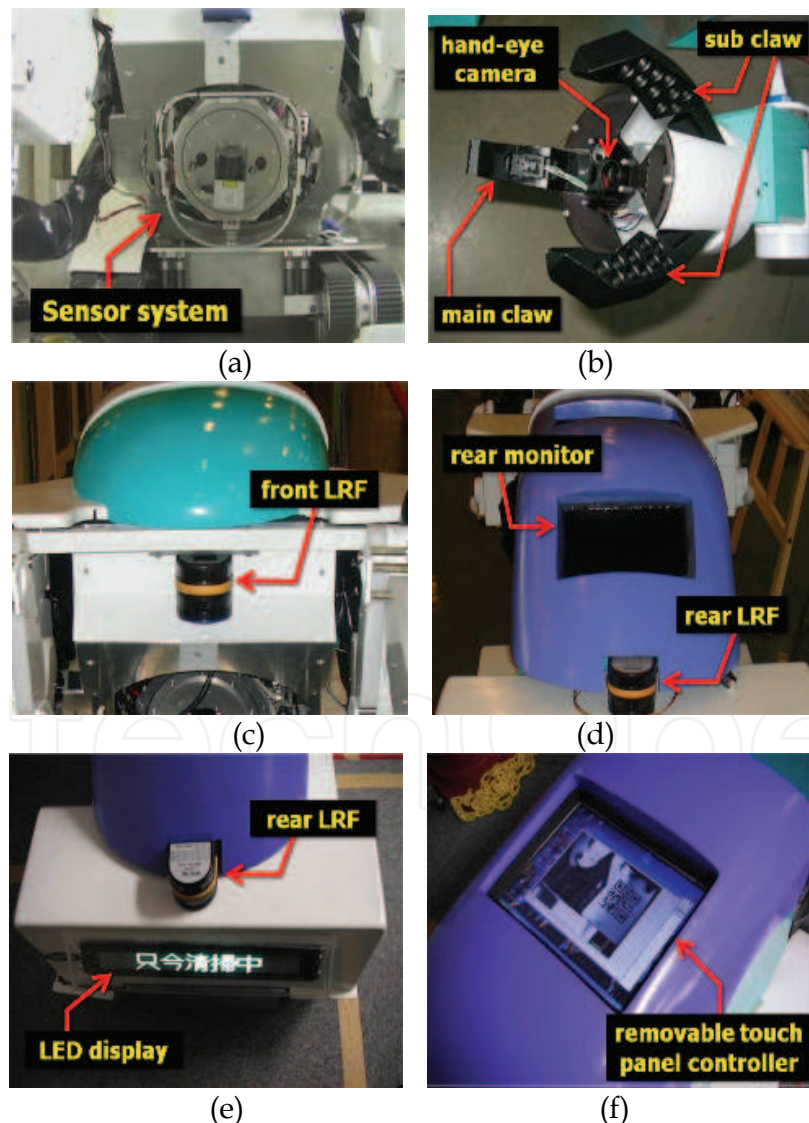 Sensor system
(a)
hand-eye
camera
sub claw
main claw
(b)
front LRF
(c)
rear monitor
rear LRF
(d)
rear LRF
只今清掃中
LED display
(e)
removable touch
panel controller
(f)
techOpe